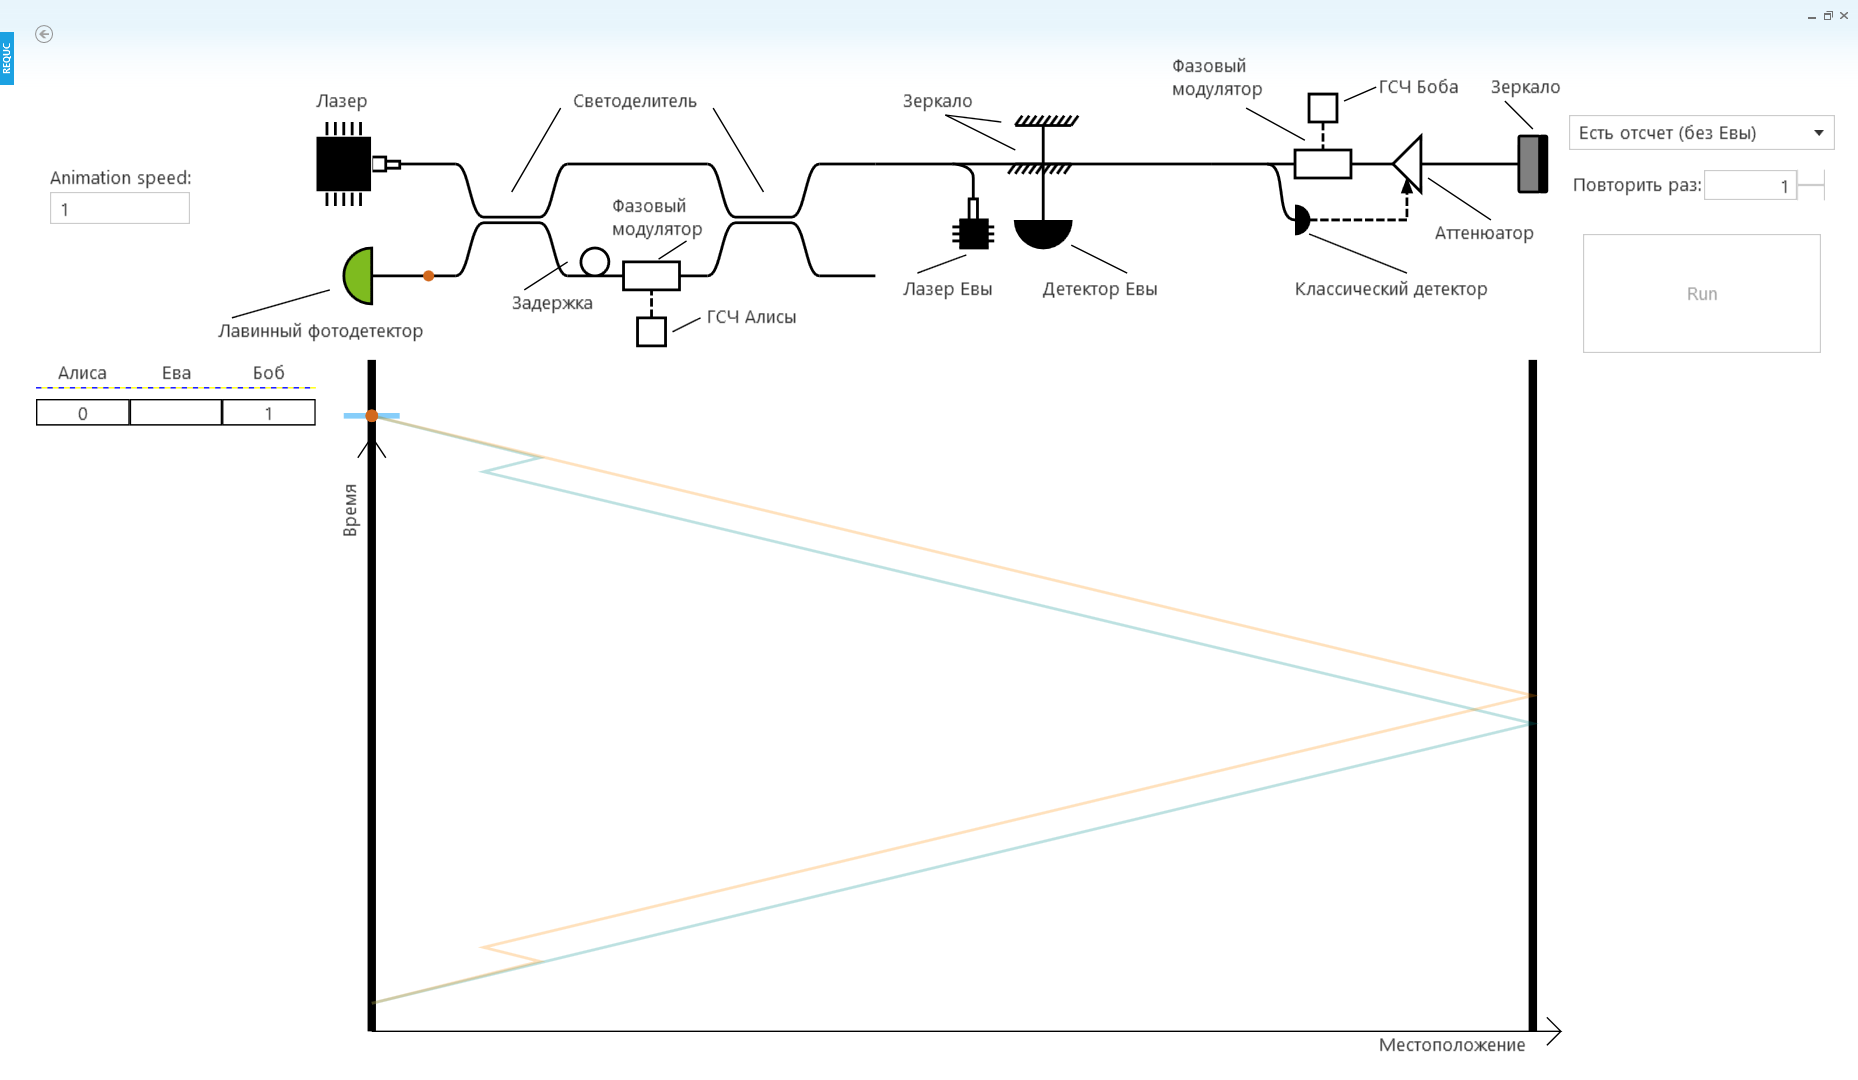 REQUC
Фазовый
модулятор
ГСЧ Боба
Зеркало
Лазер
Светоделитель
Зеркало
Есть отсчет (без Евы)
Animation speed:
1
Повторить раз:
1
Фазовый
модулятор
Аттенюатор
Задержка
Лазер Евы
Детектор Евы
Классический детектор
Run
ГСЧ Алисы
Лавинный фотодетектор
Алиса
Ева
Боб
0
1
Время
Местоположение